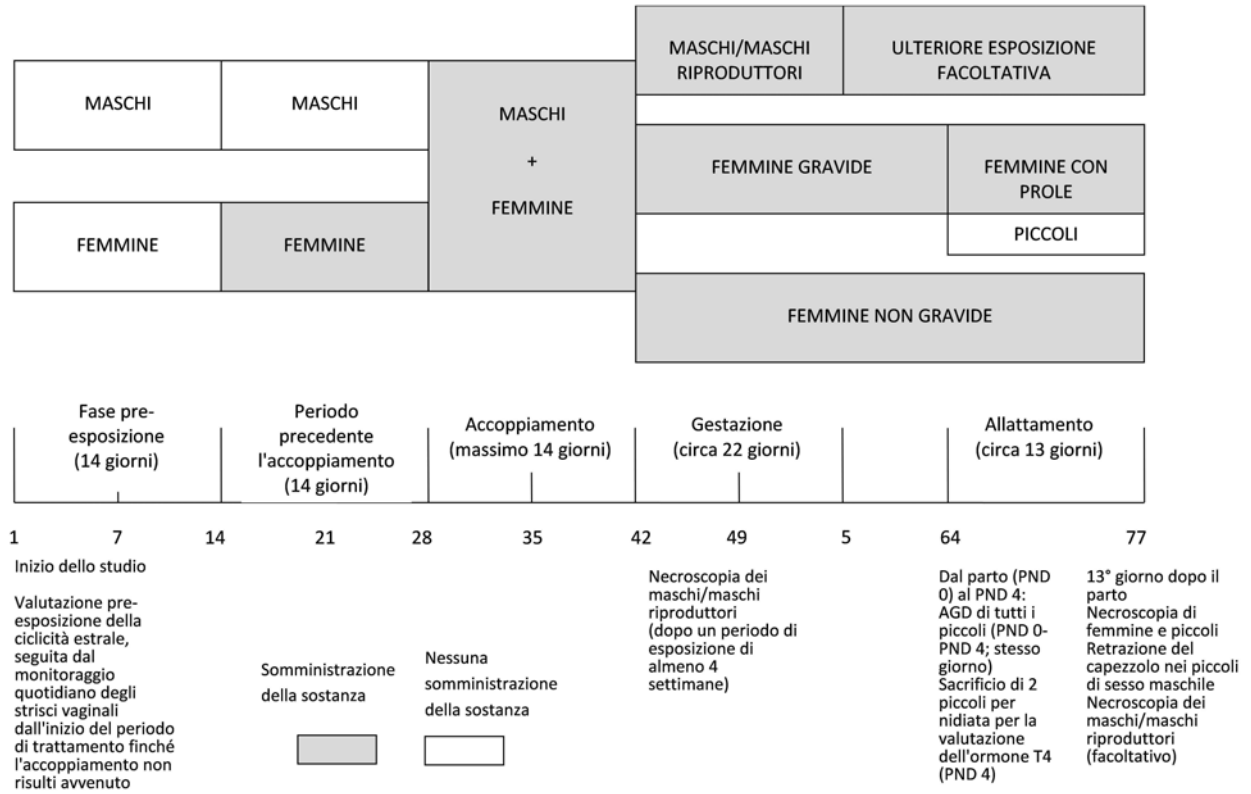 MASCHI
MASCHI
MASCHI
+
FEMMINE
MASCHI/MASCHI
RIPRODUTTORI
ULTERIORE ESPOSIZIONE
FACOLTATIVA
FEMMINE
FEMMINE
FEMMINE GRAVIDE
FEMMINE CON
PROLE
PICCOLI
FEMMINE NON GRAVIDE
Fase pre-
esposizione
(14 giorni)
Periodo
precedente
l'accoppiamento
(14 giorni)
Accoppiamento
(massimo 14 giorni)
Gestazione
(circa 22 giorni)
Allattamento
(circa 13 giorni)
1 7 14 21 28 35 42 49 5 64 77
Inizio dello studio
Valutazione pre-
esposizione della
ciclicità estrale,
seguita dal
monitoraggio
quotidiano degli
strisci vaginali
dall'inizio del periodo
di trattamento finché
l'accoppiamento non
risulti avvenuto
Somministrazione
della sostanza
Nessuna
somministrazione
della sostanza
Necroscopia dei
maschi/maschi
riproduttori
(dopo un periodo di
esposizione di
almeno 4
settimane)
Dal parto (PND
0) al PND 4:
AGD di tutti i
piccoli (PND 0-
PND 4; stesso
giorno)
Sacrificio di 2
piccoli per
nidiata per la
valutazione
dell'ormone T4
(PND 4)
13° giorno dopo il
parto
Necroscopia di
femmine e piccoli
Retrazione del
capezzolo nei piccoli
di sesso maschile
Necroscopia dei
maschi/maschi
riproduttori
(facoltativo)